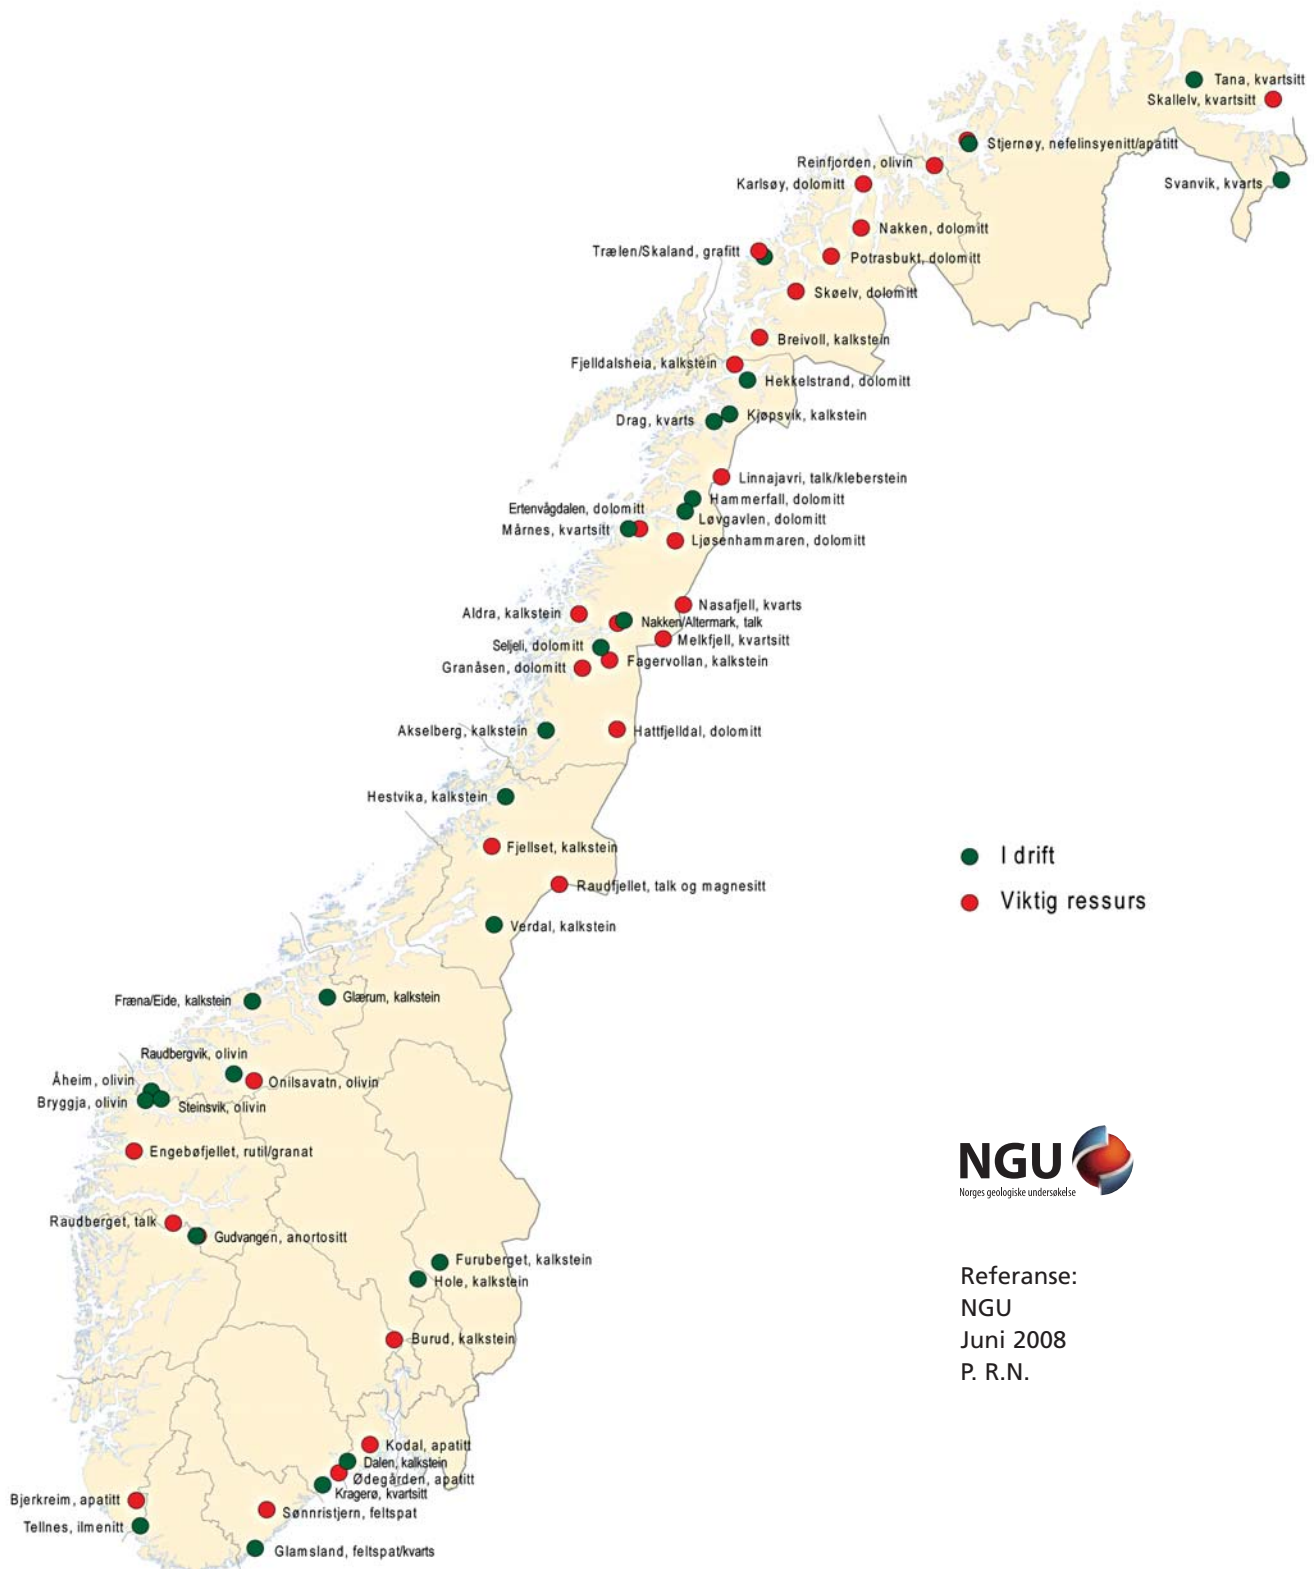 Tana, kvartsitt
Skallelv, kvartsitt
Stjernøy, nefelinsyenitt/apatitt
Reinfjorden, olivin
Svanvik, kvarts
Karlsøy, dolomitt
Nakken, dolomitt
Trælen/Skaland, grafitt
Potrasbukt, dolomitt
Skøelv, dolomitt
Breivoll, kalkstein
Fjelldalsheia, kalkstein
Hekkelstrand, dolomitt
Kjøpsvik, kalkstein
Drag, kvarts
Linnajavri, talk/kleberstein
Hammerfall, dolomitt
Ertenvågdalen, dolomitt
Løvgavlen, dolomitt
Mårnes, kvartsitt
Ljøsenhammaren, dolomitt
Nasafjell, kvarts
Aldra, kalkstein
Nakken/Altermark, talk
Melkfjell, kvartsitt
Seljeli, dolomitt
Fagervollan, kalkstein
Granåsen, dolomitt
Akselberg, kalkstein
Hattfjelldal, dolomitt
Hestvika, kalkstein
Fjellset, kalkstein
I drift
Raudfjellet, talk og magnesitt
Viktig ressurs
Verdal, kalkstein
Fræna/Eide, kalkstein
Glærum, kalkstein
Raudbergvik, olivin
Åheim, olivin
Onilsavatn, olivin
Bryggja, olivin
Steinsvik, olivin
Engebøfjellet, rutil/granat
NGU
Norges geologiske undersøkelse
Raudberget, talk
Gudvangen, anortositt
Furuberget, kalkstein
Hole, kalkstein
Referanse:
NGU
Juni 2008
P. R.N.
Burud, kalkstein
Kodal, apatitt
Dalen, kalkstein
Ødegården, apatitt
Kragerø, kvartsitt
Bjerkreim, apatitt
Sønnristjern, feltspat
Tellnes, ilmenitt
Glamsland, feltspat/kvarts